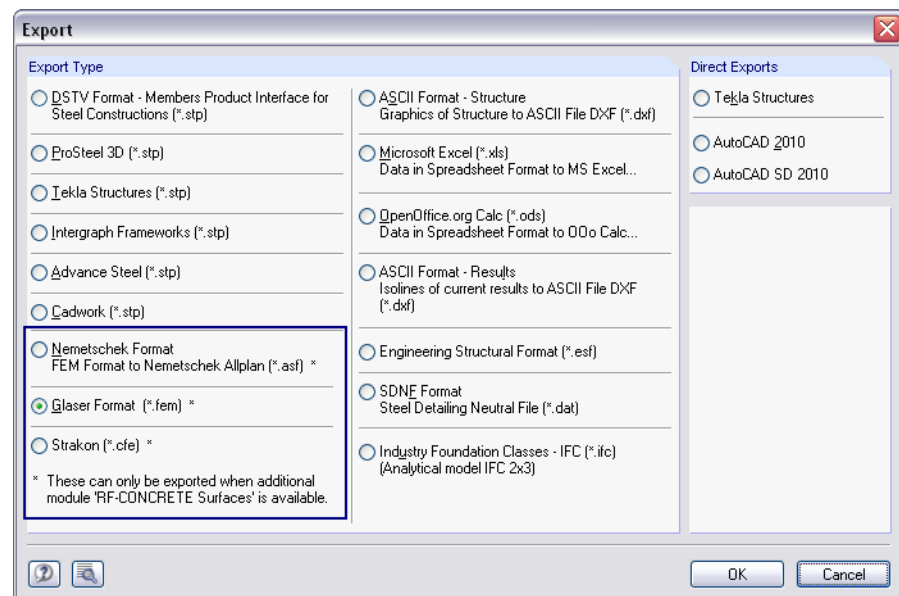 Export
Export Type
DSTV Format - Members Product Interface for
Steel Constructions (*.stp)
ProSteel 3D (*.stp)
Tekla Structures (*.stp)
Intergraph Frameworks (*.stp)
Advance Steel (*.stp)
Cadwork (*.stp)
Nemetschek Format
FEM Format to Nemetschek Allplan (*.asf) *
Glaser Format (*.fem) *
Strakon (*.cfe) *
* These can only be exported when additional
module 'RF-CONCRETE Surfaces' is available.
ASCII Format - Structure
Graphics of Structure to ASCII File DXF (*.dxf)
Microsoft Excel (*.xls)
Data in Spreadsheet Format to MS Excel...
OpenOffice.org Calc (*.ods)
Data in Spreadsheet Format to OOo Calc...
ASCII Format - Results
Isolines of current results to ASCII File DXF
(*.dxf)
Engineering Structural Format (*.esf)
SDNF Format
Steel Detailing Neutral File (*.dat)
Industry Foundation Classes - IFC (*.ifc)
(Analytical model IFC 2x3)
Direct Exports
Tekla Structures
AutoCAD 2010
AutoCAD SD 2010
OK
Cancel